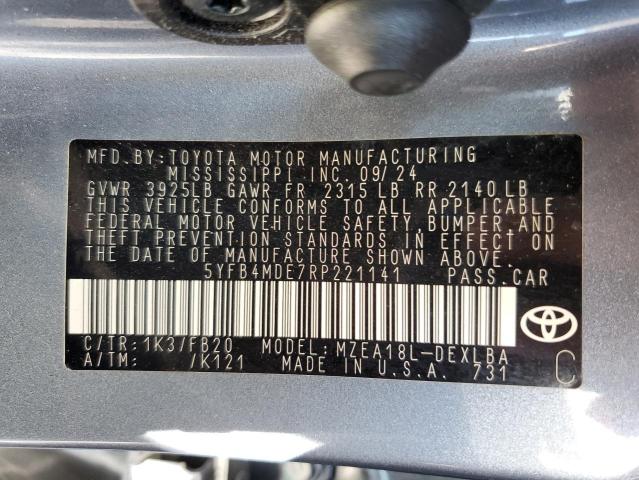 MFD. BY: TOYOTA MOTOR MANUFACTURING
MISSISSIPPI INC. 09/24
GVWR 3925LB GAWR FR 2315 LB RR 2140 LB
THIS VEHICLE CONFORMS TO ALL APPLICABLE
FEDERAL MOTOR VEHICLE SAFETY, BUMPER, AND
THEFT PREVENTION STANDARDS IN EFFECT ON
THE DATE OF MANUFACTURE SHOWN ABOVE.
5YFB4MDE7RP221141 PASS. CAR
C/TR: 1K3/FB20 MODEL: MZEA18L-DEXLBA
A/TM: /K121 MADE IN U.S.A. 731
C